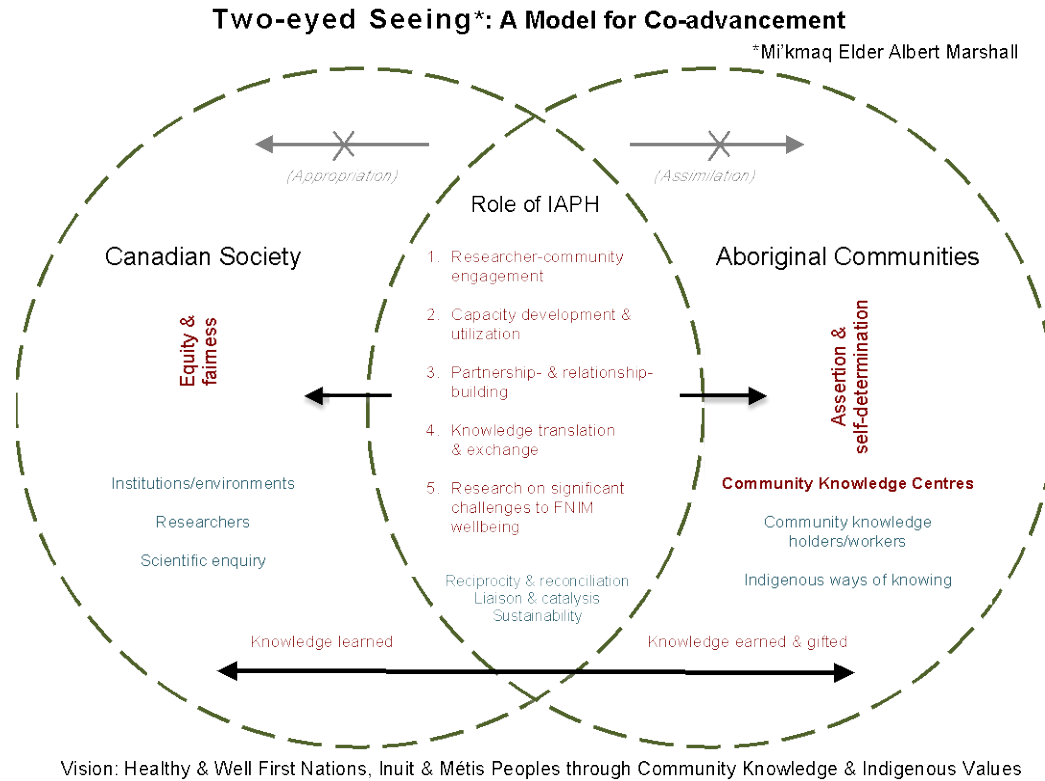 Two-eyed Seeing*: A Model for Co-advancement
*Mi'kmaq Elder Albert Marshall
(Appropriation)
(Assimilation)
Role of IAPH
Canadian Society
Aboriginal Communities
1. Researcher-community
engagement
2. Capacity development &
utilization
3. Partnership- & relationship-
building
4. Knowledge translation
& exchange
5. Research on significant
challenges to FNIM
wellbeing
Equity &
fairness
Assertion &
self-determination
Institutions/environments
Researchers
Scientific enquiry
Community Knowledge Centres
Community knowledge
holders/workers
Indigenous ways of knowing
Reciprocity & reconciliation
Liaison & catalysis
Sustainability
Knowledge learned
Knowledge earned & gifted
Vision: Healthy & Well First Nations, Inuit & Métis Peoples through Community Knowledge & Indigenous Values